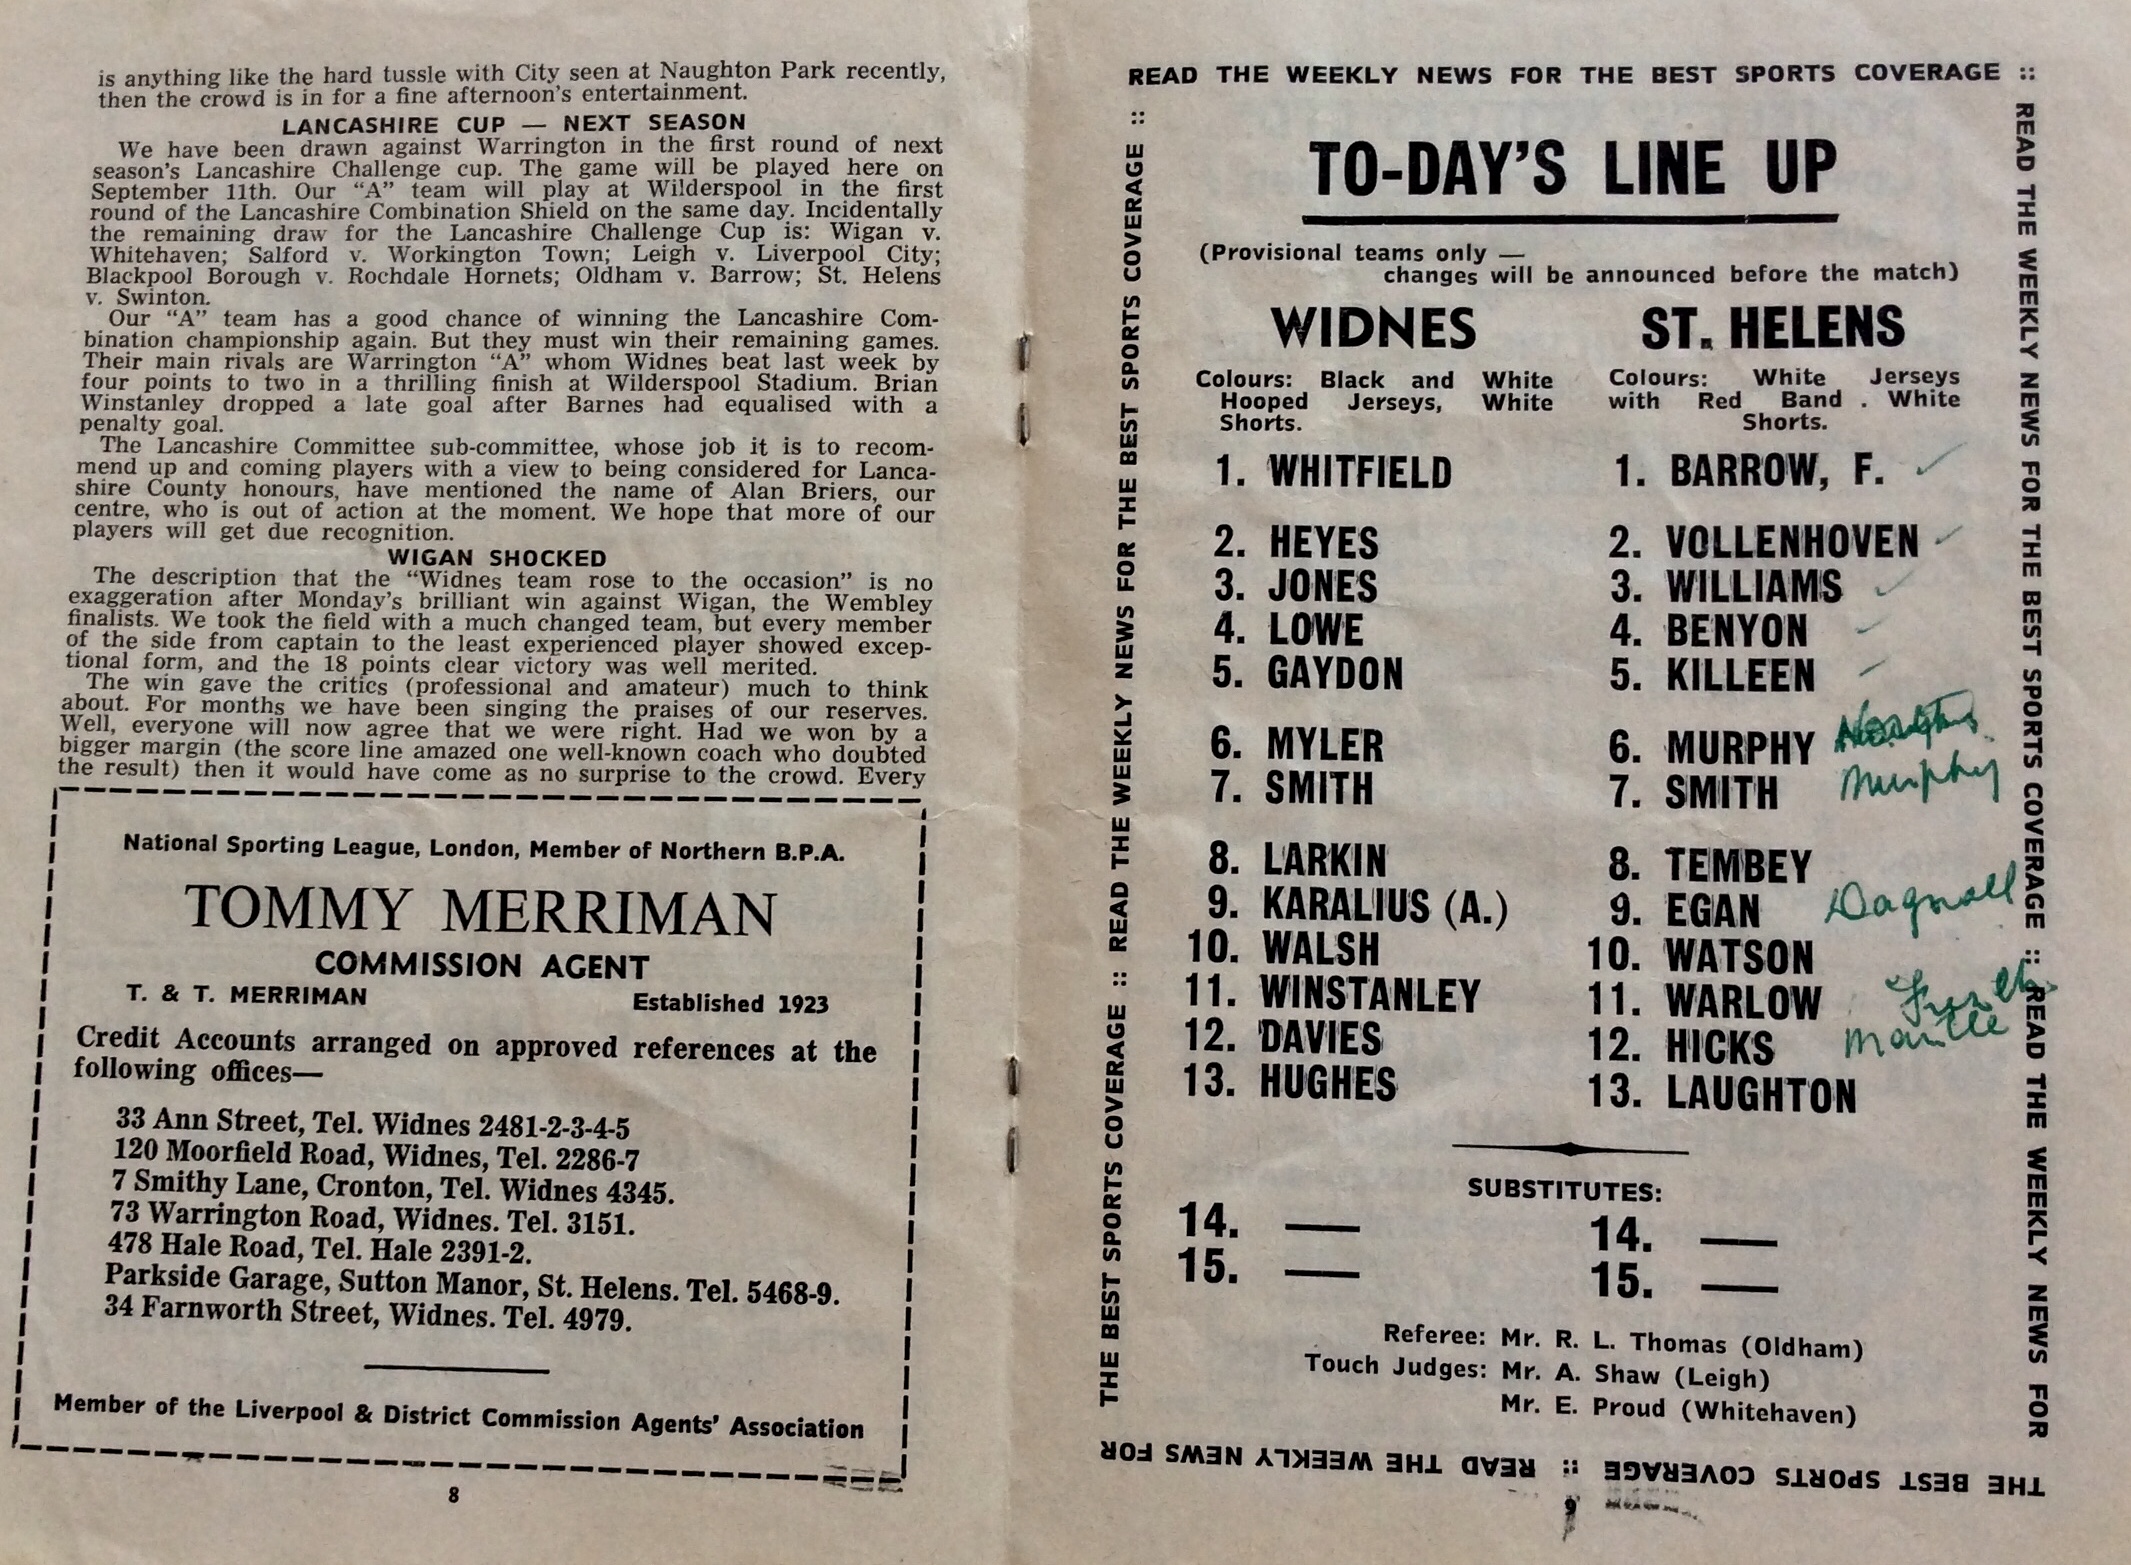 is anything like the hard tussle with City seen at Naughton Park recently,
then the crowd is in for a fine afternoon's entertainment.
LANCASHIRE CUP — NEXT SEASON
We have been drawn against Warrington in the first round of next
season's Lancashire Challenge cup. The game will be played here on
September 11th. Our "A" team will play at Wilderspool in the first
round of the Lancashire Combination Shield on the same day. Incidentally
the remaining draw for the Lancashire Challenge Cup is: Wigan v.
Whitehaven; Salford v. Workington Town; Leigh v. Liverpool City;
Blackpool Borough v. Rochdale Hornets; Oldham v. Barrow; St. Helens
v. Swinton.
Our "A" team has a good chance of winning the Lancashire Com-
bination championship again. But they must win their remaining games.
Their main rivals are Warrington "A" whom Widnes beat last week by
four points to two in a thrilling finish at Wilderspool Stadium. Brian
Winstanley dropped a late goal after Barnes had equalised with a
penalty goal.
The Lancashire Committee sub-committee, whose job it is to recom-
mend up and coming players with a view to being considered for Lanca-
shire County honours, have mentioned the name of Alan Briers, our
centre, who is out of action at the moment. We hope that more of our
players will get due recognition.
WIGAN SHOCKED
The description that the "Widnes team rose to the occasion" is no
exaggeration after Monday's brilliant win against Wigan, the Wembley
finalists. We took the field with a much changed team, but every member
of the side from captain to the least experienced player showed excep-
tional form, and the 18 points clear victory was well merited.
The win gave the critics (professional and amateur) much to think
about. For months we have been singing the praises of our reserves.
Well, everyone will now agree that we were right. Had we won by a
bigger margin (the score line amazed one well-known coach who doubted
the result) then it would have come as no surprise to the crowd. Every
National Sporting League, London, Member of Northern B.P.A.
TOMMY MERRIMAN
COMMISSION AGENT
T. & T. MERRIMAN Established 1923
Credit Accounts arranged on approved references at the
following offices—
33 Ann Street, Tel. Widnes 2481-2-3-4-5
120 Moorfield Road, Widnes, Tel. 2286-7
7 Smithy Lane, Cronton, Tel. Widnes 4345.
73 Warrington Road, Widnes. Tel. 3151.
478 Hale Road, Tel. Hale 2391-2.
Parkside Garage, Sutton Manor, St. Helens. Tel. 5468-9.
34 Farnworth Street, Widnes. Tel. 4979.
Member of the Liverpool & District Commission Agents' Association
8
READ THE WEEKLY NEWS FOR THE BEST SPORTS COVERAGE ::
READ THE WEEKLY NEWS FOR THE BEST SPORTS COVERAGE :: READ THE WEEKLY NEWS FOR
THE BEST SPORTS COVERAGE :: READ THE WEEKLY NEWS FOR
THE BEST SPORTS COVERAGE :: READ THE WEEKLY NEWS FOR THE BEST SPORTS COVERAGE ::
TO-DAY'S LINE UP
(Provisional teams only —
changes will be announced before the match)
WIDNES
Colours: Black and White
Hooped Jerseys, White
Shorts.
1. WHITFIELD
2. HEYES
3. JONES
4. LOWE
5. GAYDON
6. MYLER
7. SMITH
8. LARKIN
9. KARALIUS (A.)
10. WALSH
11. WINSTANLEY
12. DAVIES
13. HUGHES
ST. HELENS
Colours: White Jerseys
with Red Band . White
Shorts.
1. BARROW, F. ✓
2. VOLLENHOVEN ✓
3. WILLIAMS ✓
4. BENYON ✓
5. KILLEEN
6. MURPHY
7. SMITH Murphy
8. TEMBEY
9. EGAN Dagnall
10. WATSON
11. WARLOW French
12. HICKS Mantle
13. LAUGHTON
SUBSTITUTES:
14. — 14. —
15. — 15. —
Referee: Mr. R. L. Thomas (Oldham)
Touch Judges: Mr. A. Shaw (Leigh)
Mr. E. Proud (Whitehaven)
9